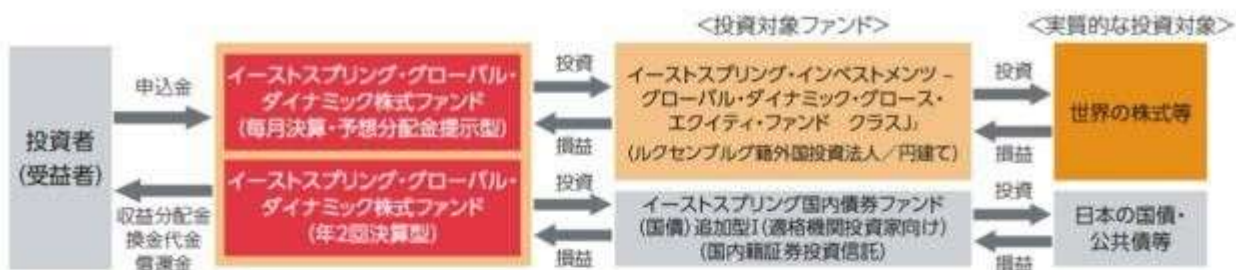 <投資対象ファンド>
<実質的な投資対象>
投資者
(受益者)
申込金
収益分配金
換金代金
償還金
イーストスプリング・グローバル・
ダイナミック株式ファンド
(毎月決算・予想分配金提示型)
イーストスプリング・グローバル・
ダイナミック株式ファンド
(年2回決算型)
投資
損益
投資
損益
イーストスプリング・インベストメンツ－
グローバル・ダイナミック・グロース・
エクイティ・ファンド クラスJ
(ルクセンブルグ籍外国投資法人／円建て)
イーストスプリング国内債券ファンド
(国債)追加型I(適格機関投資家向け)
(国内籍証券投資信託)
投資
損益
投資
損益
世界の株式等
日本の国債・
公共債等